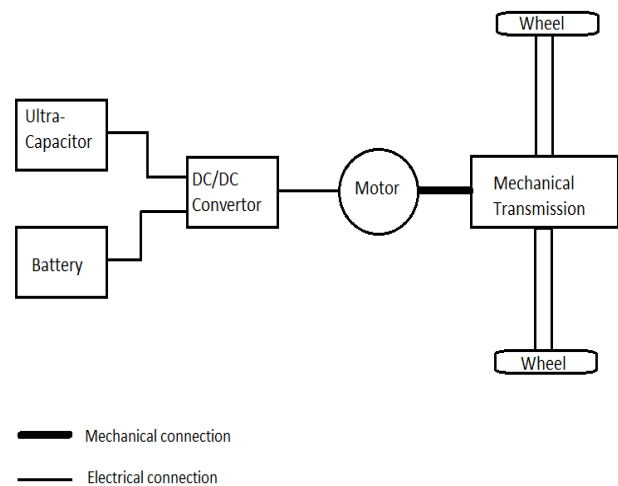 Wheel
Ultra-
Capacitor
DC/DC
Convertor
Motor
Mechanical
Transmission
Battery
Wheel
Mechanical connection
Electrical connection